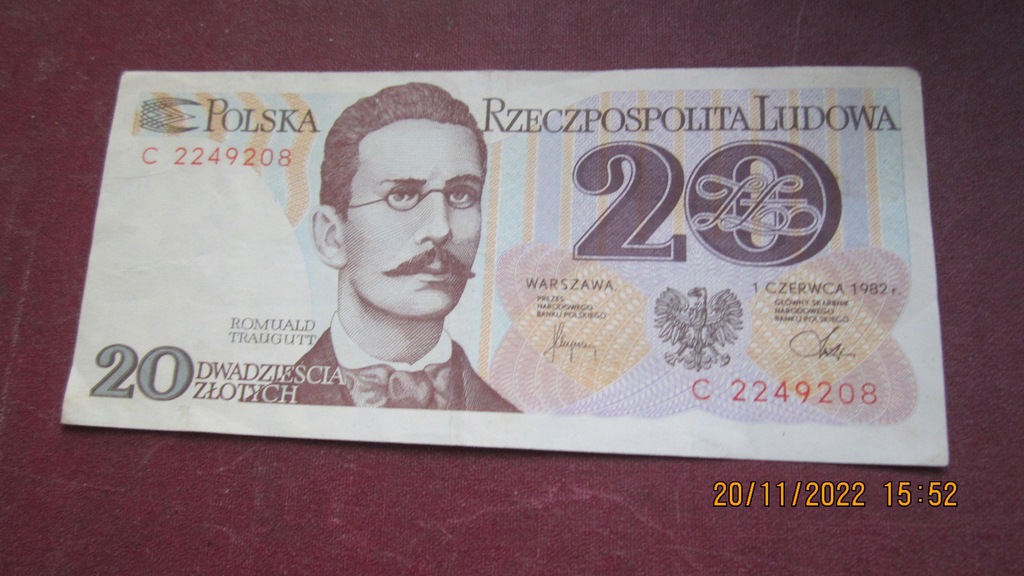 POLSKA RZECZPOSPOLITA LUDOWA
C 2249208
20
WARSZAWA
1 CZERWCA 1982 r.
PREZES
NARODOWEGO
BANKU POLSKIEGO
GŁÓWNY SKARBNIK
NARODOWEGO
BANKU POLSKIEGO
ROMUALD
TRAUGUTT
20 DWADZIEŚCIA
ZŁOTYCH
C 2249208
20/11/2022 15:52